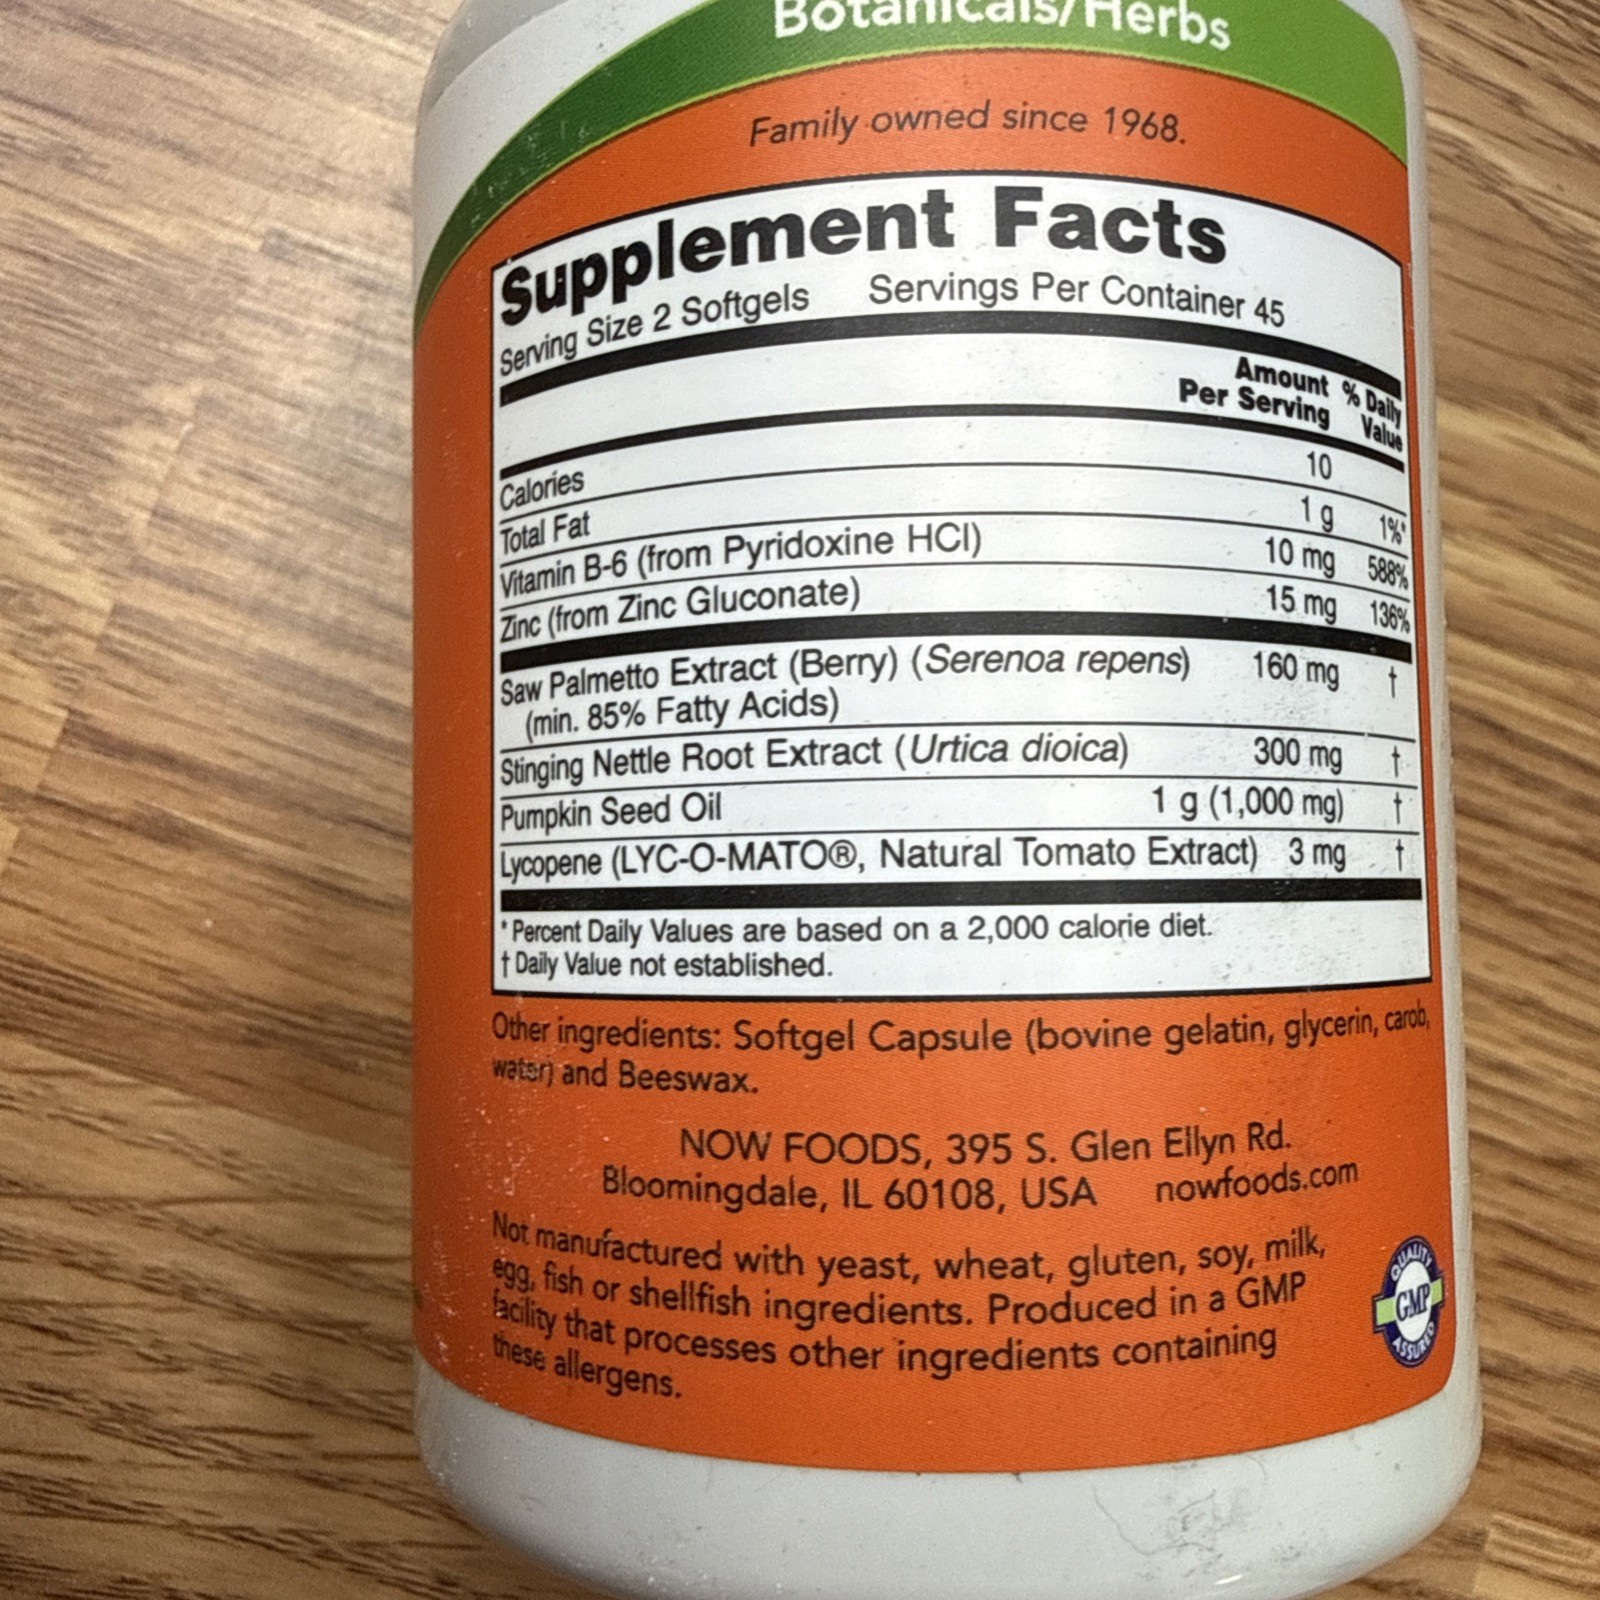 Botanicals/Herbs
Family owned since 1968.
Supplement Facts
Serving Size 2 Softgels Servings Per Container 45
Amount Per Serving % Daily Value
Calories 10
Total Fat 1 g 1%*
Vitamin B-6 (from Pyridoxine HCl) 10 mg 588%
Zinc (from Zinc Gluconate) 15 mg 136%
Saw Palmetto Extract (Berry) (Serenoa repens) 160 mg †
(min. 85% Fatty Acids)
Stinging Nettle Root Extract (Urtica dioica) 300 mg †
Pumpkin Seed Oil 1 g (1,000 mg) †
Lycopene (LYC-O-MATO®, Natural Tomato Extract) 3 mg †
* Percent Daily Values are based on a 2,000 calorie diet.
† Daily Value not established.
Other ingredients: Softgel Capsule (bovine gelatin, glycerin, carob,
water) and Beeswax.
NOW FOODS, 395 S. Glen Ellyn Rd.
Bloomingdale, IL 60108, USA nowfoods.com
Not manufactured with yeast, wheat, gluten, soy, milk,
egg, fish or shellfish ingredients. Produced in a GMP
facility that processes other ingredients containing
these allergens.
QUALITY
GMP
ASSURED